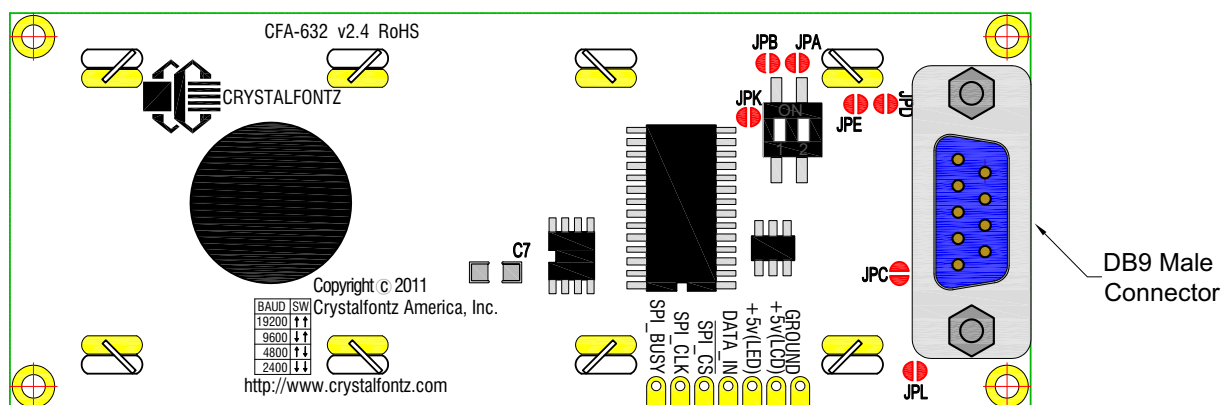 CFA-632 v2.4 RoHS
JPB
JPA
CRYSTALFONTZ
JPK
ON
JPE
JPD
1 2
C7
JPC
DB9 Male
Connector
Copyright © 2011
Crystalfontz America, Inc.
BAUD SW
19200 ↑↑
9600 ↓↑
4800 ↑↓
2400 ↓↓
http://www.crystalfontz.com
SPI_BUSY
SPI_CLK
SPI_CS
DATA_IN
+5v(LED)
+5v(LCD)
GROUND
JPL